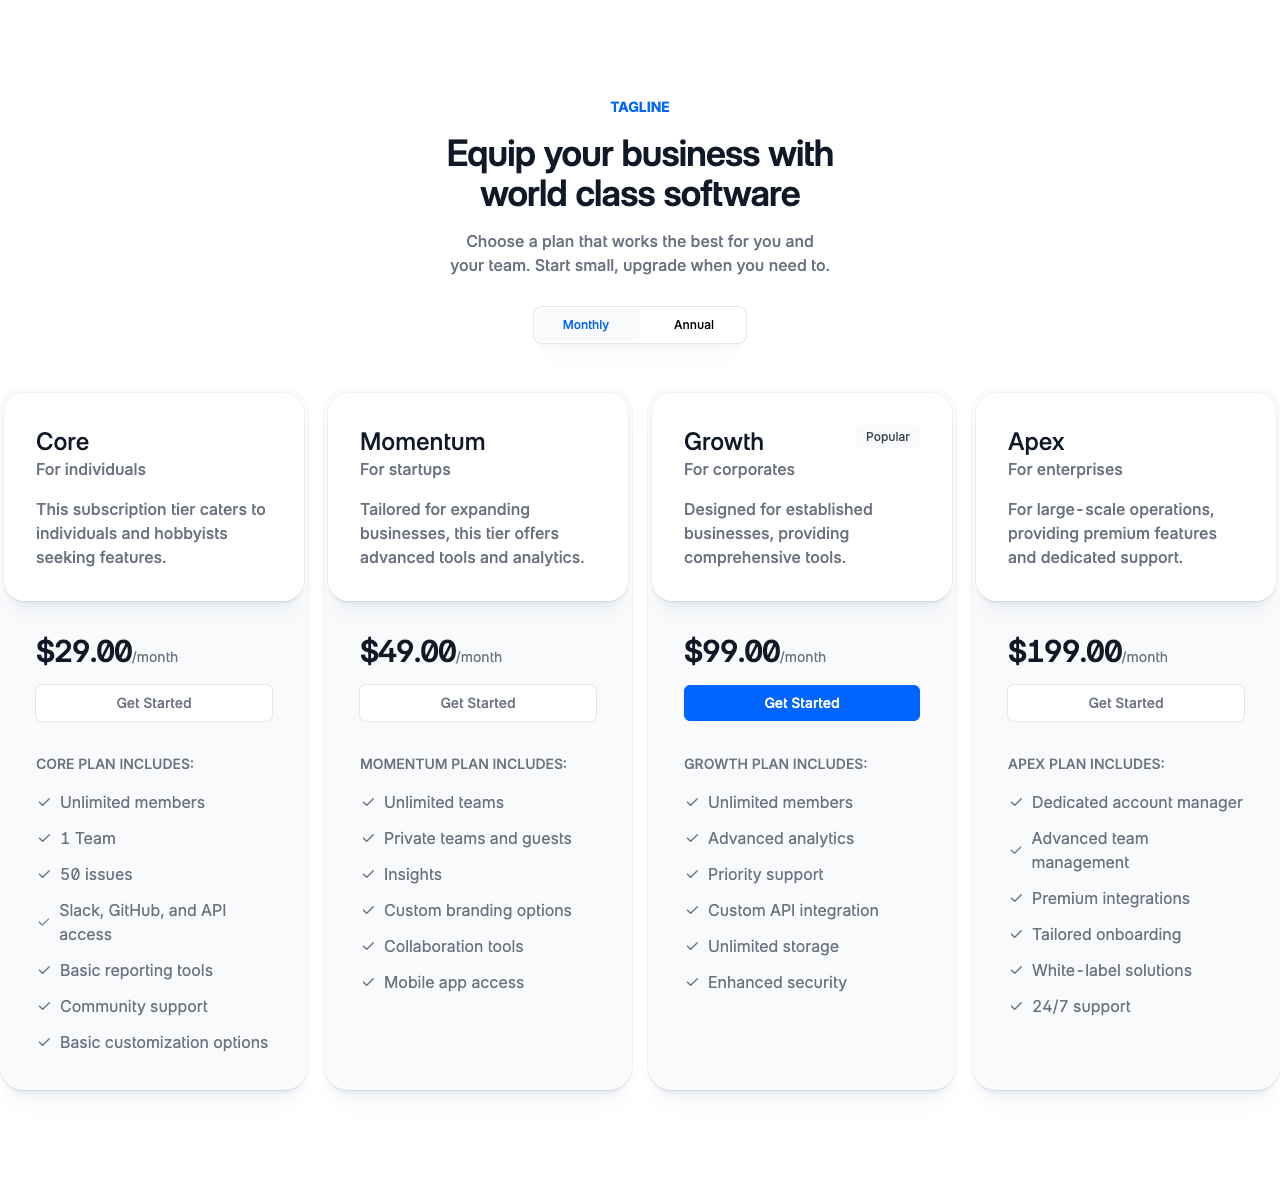 TAGLINE
Equip your business with
world class software
Choose a plan that works the best for you and
your team. Start small, upgrade when you need to.
Monthly
Annual
Core
For individuals
This subscription tier caters to
individuals and hobbyists
seeking features.
$29.00/month
Get Started
CORE PLAN INCLUDES:
Unlimited members
1 Team
50 issues
Slack, GitHub, and API
access
Basic reporting tools
Community support
Basic customization options
Momentum
For startups
Tailored for expanding
businesses, this tier offers
advanced tools and analytics.
$49.00/month
Get Started
MOMENTUM PLAN INCLUDES:
Unlimited teams
Private teams and guests
Insights
Custom branding options
Collaboration tools
Mobile app access
Growth
Popular
For corporates
Designed for established
businesses, providing
comprehensive tools.
$99.00/month
Get Started
GROWTH PLAN INCLUDES:
Unlimited members
Advanced analytics
Priority support
Custom API integration
Unlimited storage
Enhanced security
Apex
For enterprises
For large-scale operations,
providing premium features
and dedicated support.
$199.00/month
Get Started
APEX PLAN INCLUDES:
Dedicated account manager
Advanced team
management
Premium integrations
Tailored onboarding
White-label solutions
24/7 support